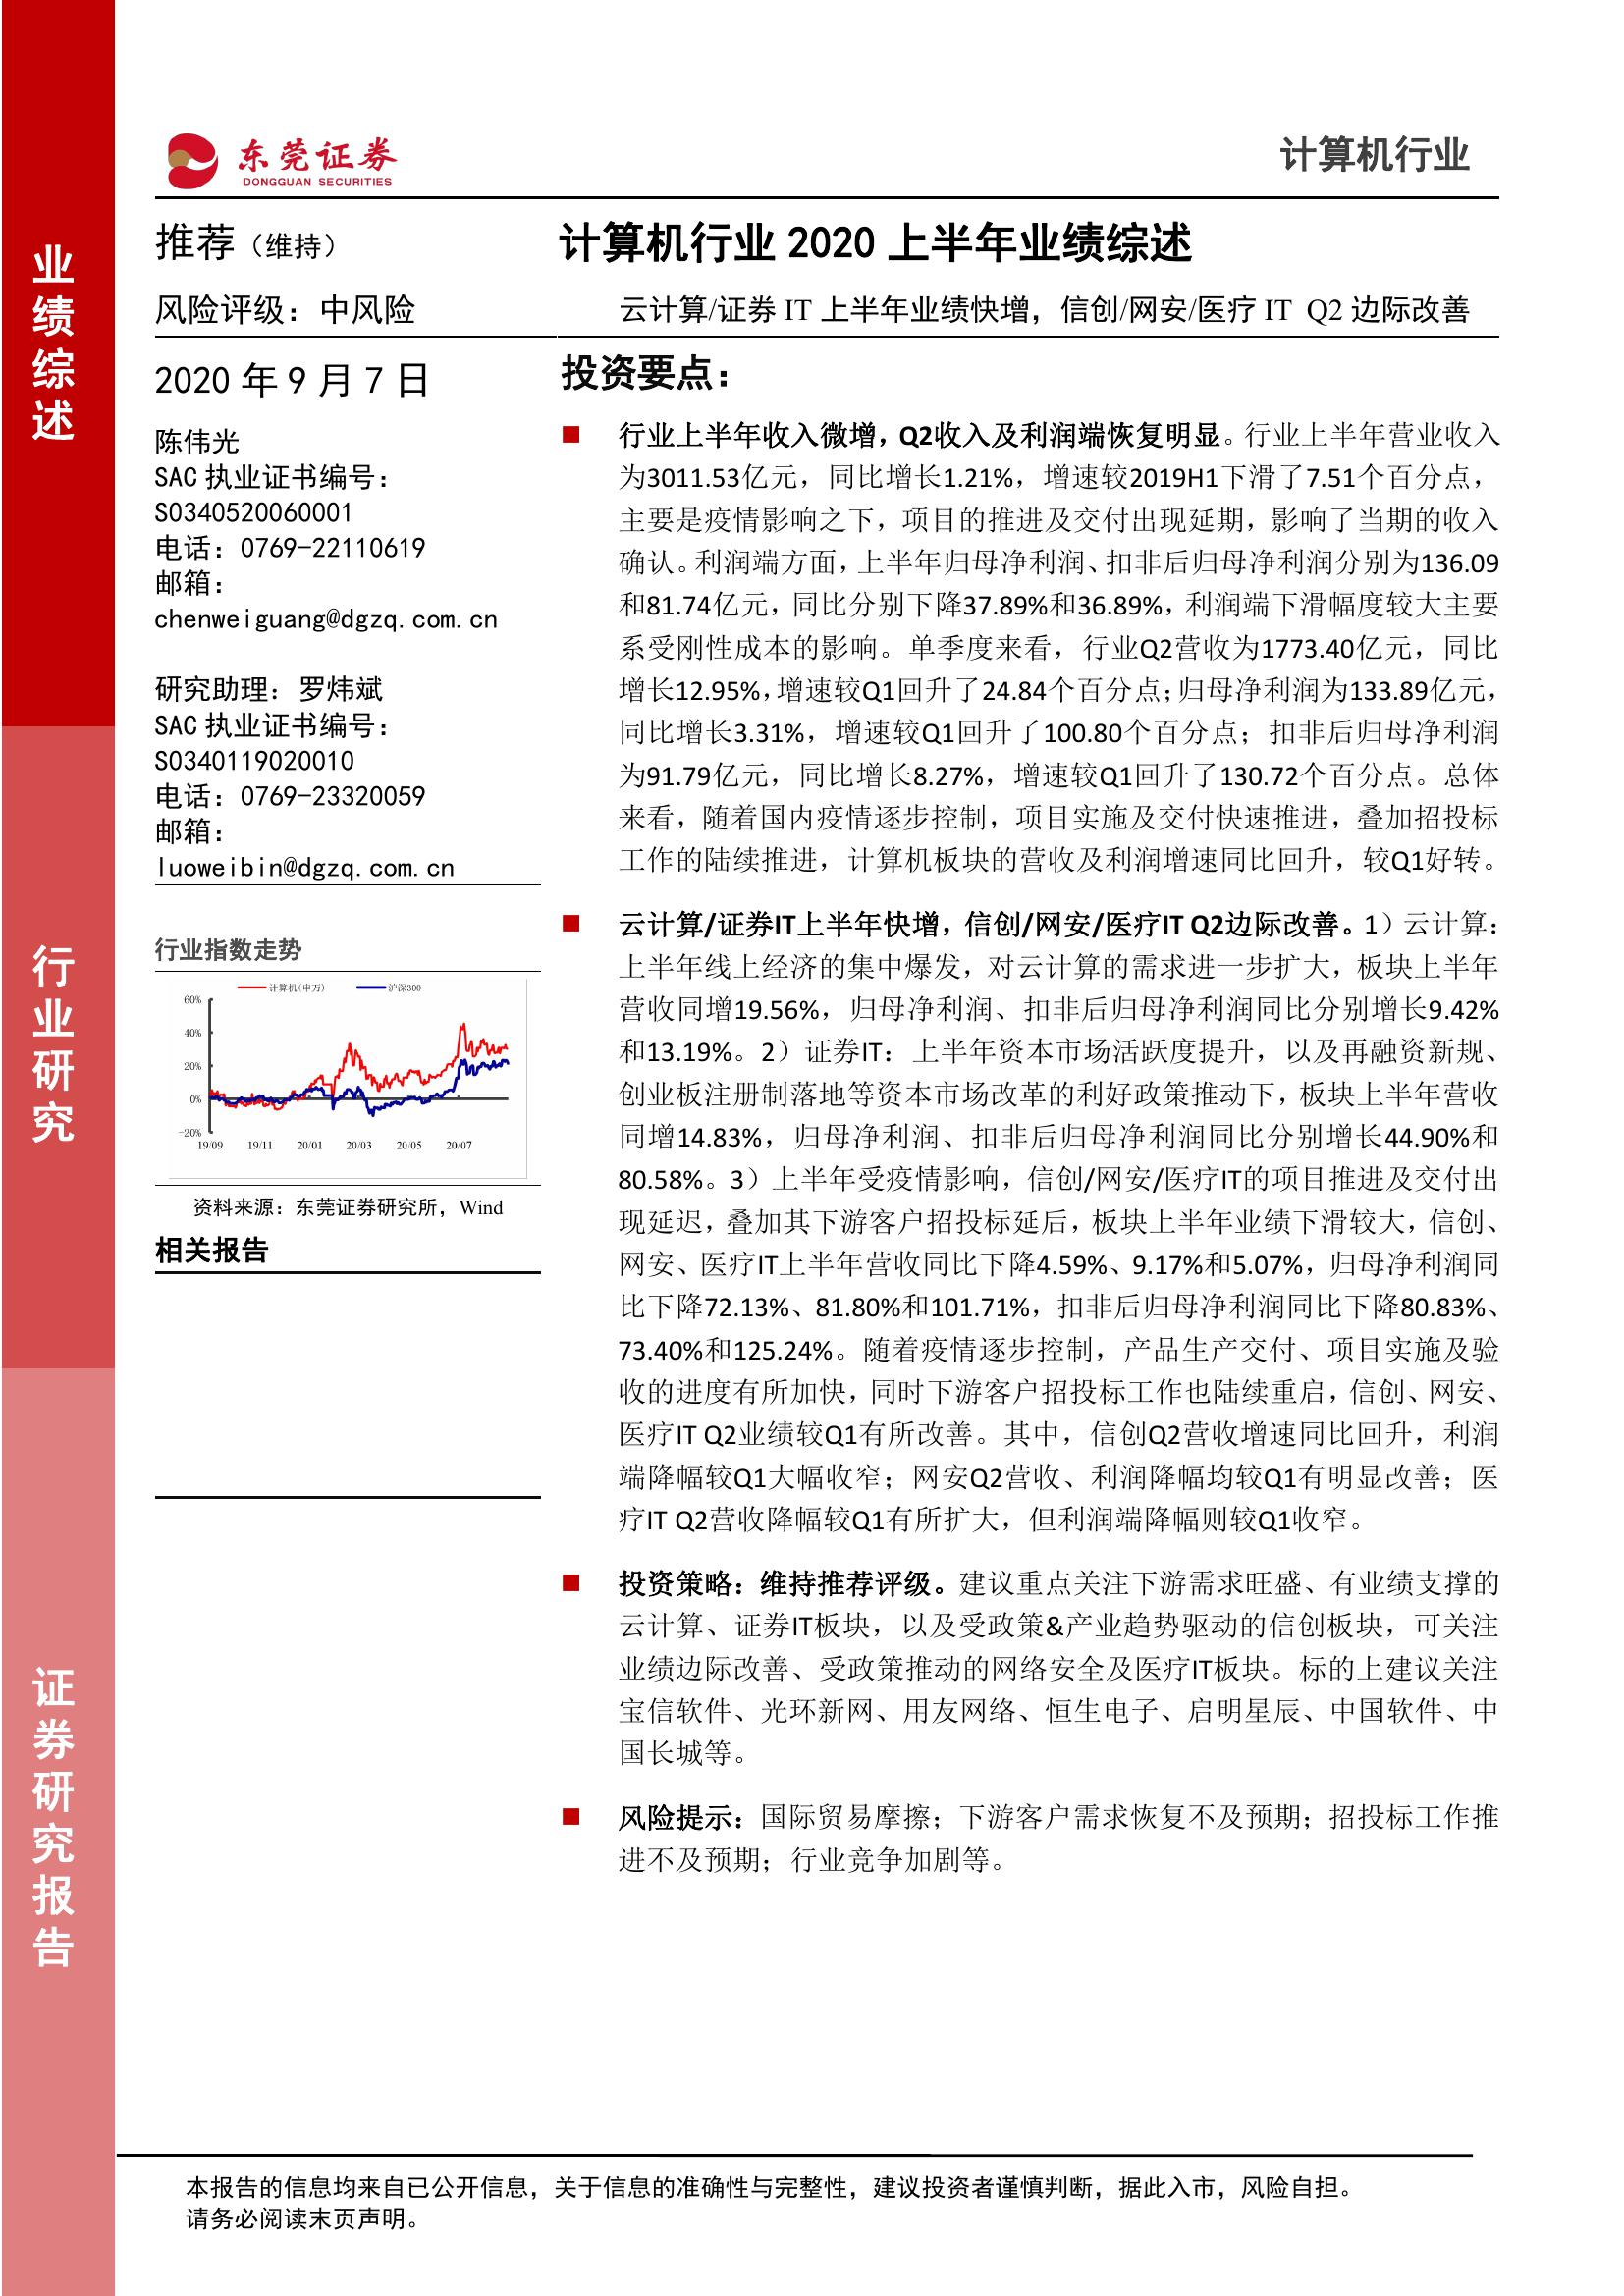 业绩综述
行业研究
证券研究报告
东莞证券
DONGGUAN SECURITIES
计算机行业
推荐（维持）
风险评级：中风险
2020 年 9 月 7 日
陈伟光
SAC 执业证书编号：
S0340520060001
电话：0769-22110619
邮箱：
chenweiguang@dgzq.com.cn
研究助理：罗炜斌
SAC 执业证书编号：
S0340119020010
电话：0769-23320059
邮箱：
luoweibin@dgzq.com.cn
行业指数走势
计算机(申万) 沪深300
60%
40%
20%
0%
-20%
19/09 19/11 20/01 20/03 20/05 20/07
资料来源：东莞证券研究所，Wind
相关报告
计算机行业 2020 上半年业绩综述
云计算/证券 IT 上半年业绩快增，信创/网安/医疗 IT Q2 边际改善
投资要点：
行业上半年收入微增，Q2收入及利润端恢复明显。行业上半年营业收入
为3011.53亿元，同比增长1.21%，增速较2019H1下滑了7.51个百分点，
主要是疫情影响之下，项目的推进及交付出现延期，影响了当期的收入
确认。利润端方面，上半年归母净利润、扣非后归母净利润分别为136.09
和81.74亿元，同比分别下降37.89%和36.89%，利润端下滑幅度较大主要
系受刚性成本的影响。单季度来看，行业Q2营收为1773.40亿元，同比
增长12.95%，增速较Q1回升了24.84个百分点；归母净利润为133.89亿元，
同比增长3.31%，增速较Q1回升了100.80个百分点；扣非后归母净利润
为91.79亿元，同比增长8.27%，增速较Q1回升了130.72个百分点。总体
来看，随着国内疫情逐步控制，项目实施及交付快速推进，叠加招投标
工作的陆续推进，计算机板块的营收及利润增速同比回升，较Q1好转。
云计算/证券IT上半年快增，信创/网安/医疗IT Q2边际改善。1）云计算：
上半年线上经济的集中爆发，对云计算的需求进一步扩大，板块上半年
营收同增19.56%，归母净利润、扣非后归母净利润同比分别增长9.42%
和13.19%。2）证券IT：上半年资本市场活跃度提升，以及再融资新规、
创业板注册制落地等资本市场改革的利好政策推动下，板块上半年营收
同增14.83%，归母净利润、扣非后归母净利润同比分别增长44.90%和
80.58%。3）上半年受疫情影响，信创/网安/医疗IT的项目推进及交付出
现延迟，叠加其下游客户招投标延后，板块上半年业绩下滑较大，信创、
网安、医疗IT上半年营收同比下降4.59%、9.17%和5.07%，归母净利润同
比下降72.13%、81.80%和101.71%，扣非后归母净利润同比下降80.83%、
73.40%和125.24%。随着疫情逐步控制，产品生产交付、项目实施及验
收的进度有所加快，同时下游客户招投标工作也陆续重启，信创、网安、
医疗IT Q2业绩较Q1有所改善。其中，信创Q2营收增速同比回升，利润
端降幅较Q1大幅收窄；网安Q2营收、利润降幅均较Q1有明显改善；医
疗IT Q2营收降幅较Q1有所扩大，但利润端降幅则较Q1收窄。
投资策略：维持推荐评级。建议重点关注下游需求旺盛、有业绩支撑的
云计算、证券IT板块，以及受政策&产业趋势驱动的信创板块，可关注
业绩边际改善、受政策推动的网络安全及医疗IT板块。标的上建议关注
宝信软件、光环新网、用友网络、恒生电子、启明星辰、中国软件、中
国长城等。
风险提示：国际贸易摩擦；下游客户需求恢复不及预期；招投标工作推
进不及预期；行业竞争加剧等。
本报告的信息均来自已公开信息，关于信息的准确性与完整性，建议投资者谨慎判断，据此入市，风险自担。
请务必阅读末页声明。